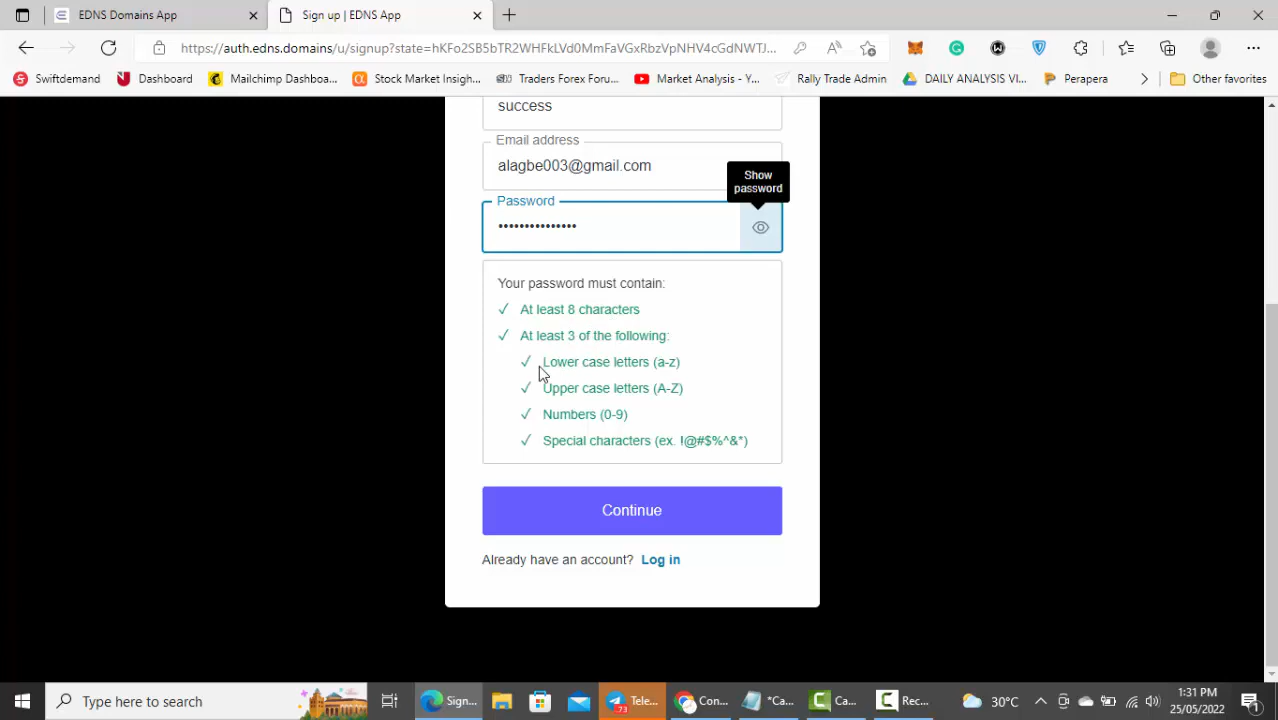 EDNS Domains App
Sign up | EDNS App
https://auth.edns.domains/u/signup?state=hKFo2SB5bTR2WHFkLVd0MmFaVGxRbzVpNHV4cGdNWTJ...
Softdemand
Dashboard
Mailchimp Dashboa...
Stock Market Insigh...
Traders Forex Foru...
Market Analysis - Y...
Rally Trade Admin
DAILY ANALYSIS VI...
Perapera
Other favorites
success
Email address
alagbe003@gmail.com
Show
password
Password
•••••••••••••••
Your password must contain:
✓ At least 8 characters
✓ At least 3 of the following:
✓ Lower case letters (a-z)
✓ Upper case letters (A-Z)
✓ Numbers (0-9)
✓ Special characters (ex. !@#$%^&*)
Continue
Already have an account? Log in
Type here to search
Sign...
Tele...
73
Con...
*Ca...
Ca...
Rec...
30°C
1:31 PM
25/05/2022
1